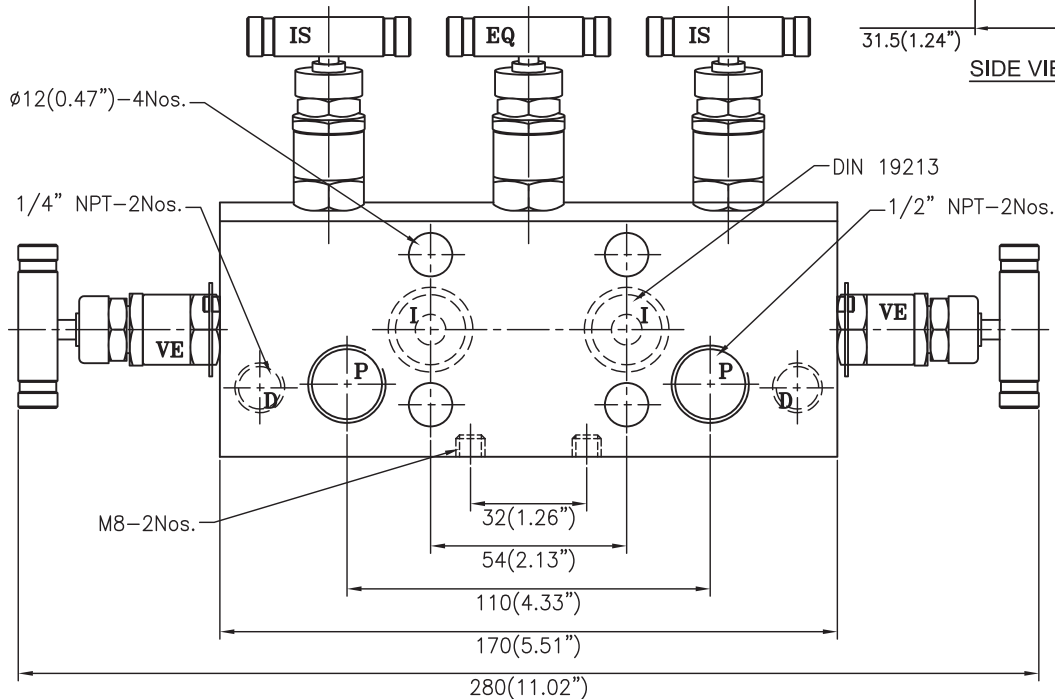 IS
EQ
IS
31.5(1.24”)
SIDE VIE
ø12(0.47”)-4Nos.
DIN 19213
1/4” NPT-2Nos.
1/2” NPT-2Nos.
I
I
VE
VE
P
P
D
D
M8-2Nos.
32(1.26”)
54(2.13”)
110(4.33”)
170(5.51”)
280(11.02”)